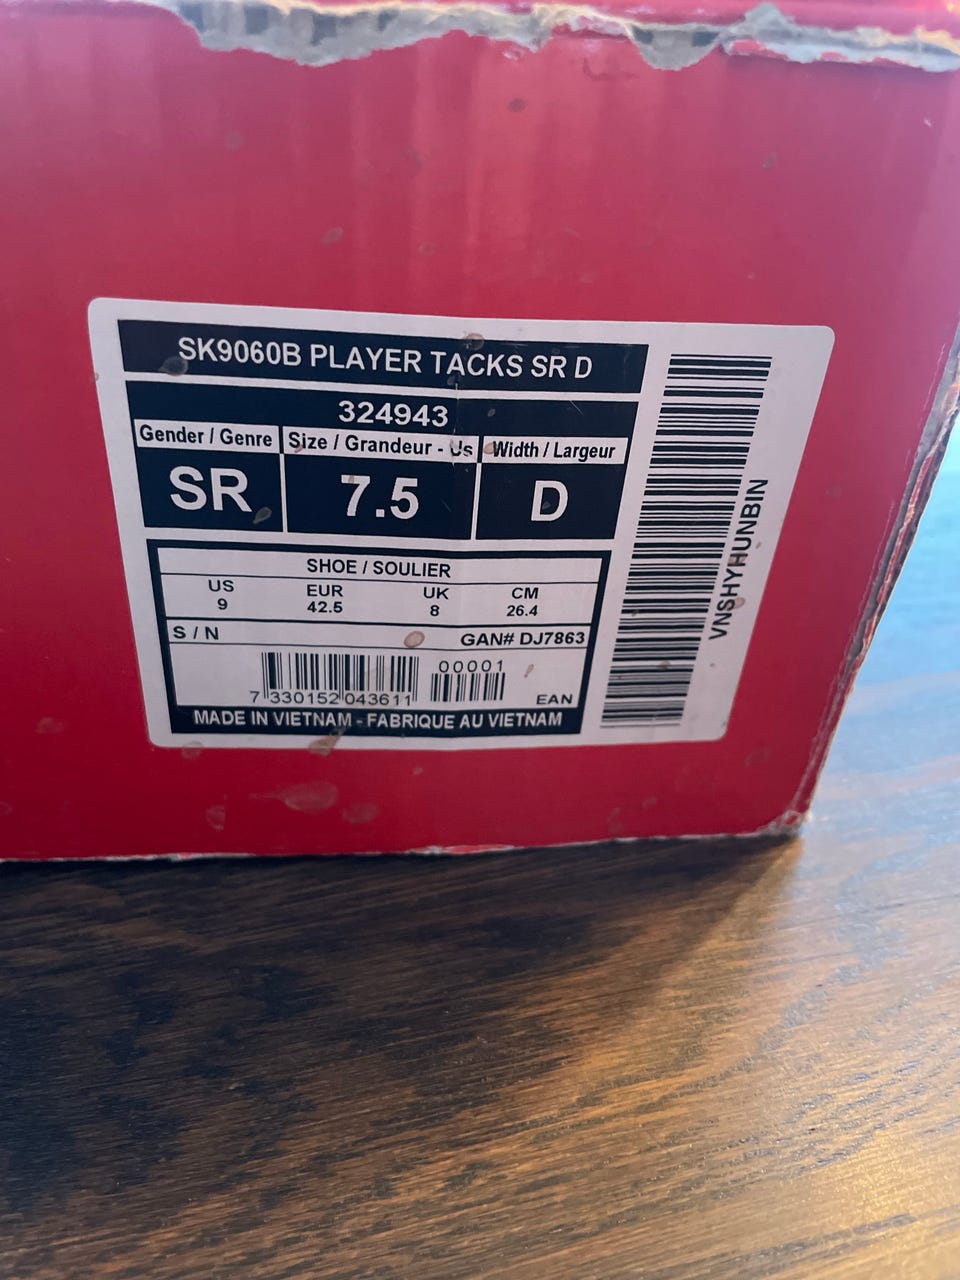 SK9060B PLAYER TACKS SR D
324943
Gender / Genre Size / Grandeur - Us Width / Largeur
SR 7.5 D
SHOE / SOULIER
US EUR UK CM
9 42.5 8 26.4
S / N GAN# DJ7863
00001
7 330152 043611 EAN
MADE IN VIETNAM - FABRIQUE AU VIETNAM
VNSHYHUNBIN